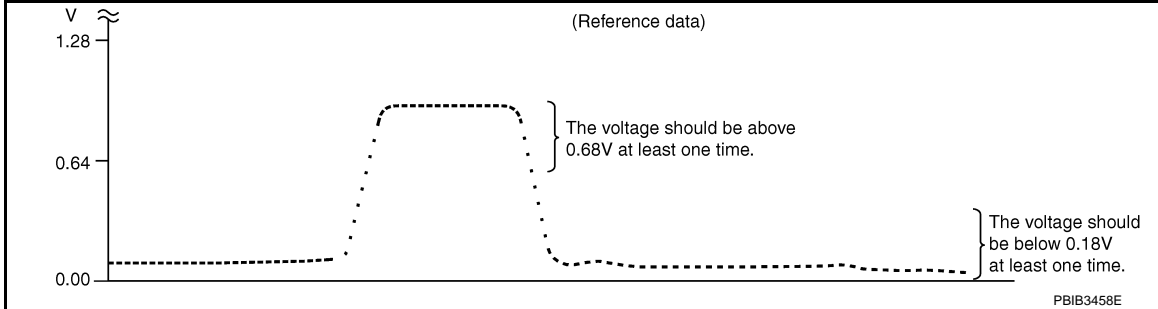 V
(Reference data)
1.28
The voltage should be above
0.68V at least one time.
0.64
The voltage should
be below 0.18V
at least one time.
0.00
PBIB3458E